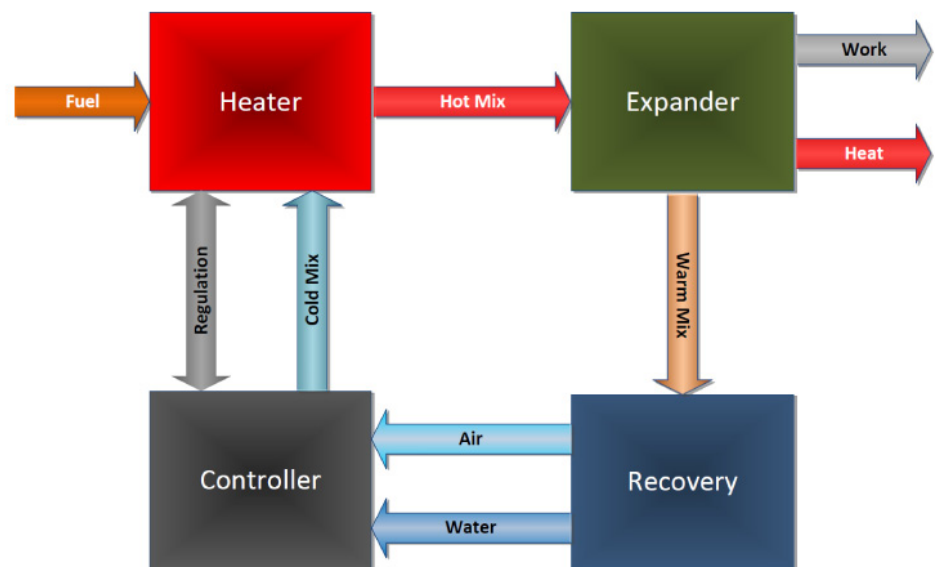 Work
Fuel
Heater
Hot Mix
Expander
Heat
Regulation
Cold Mix
Warm Mix
Air
Controller
Recovery
Water